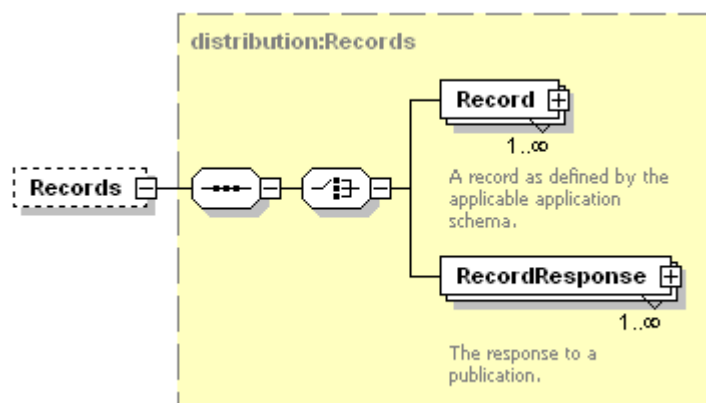 distribution:Records
Record
1..∞
A record as defined by the
applicable application
schema.
Records
RecordResponse
1..∞
The response to a
publication.